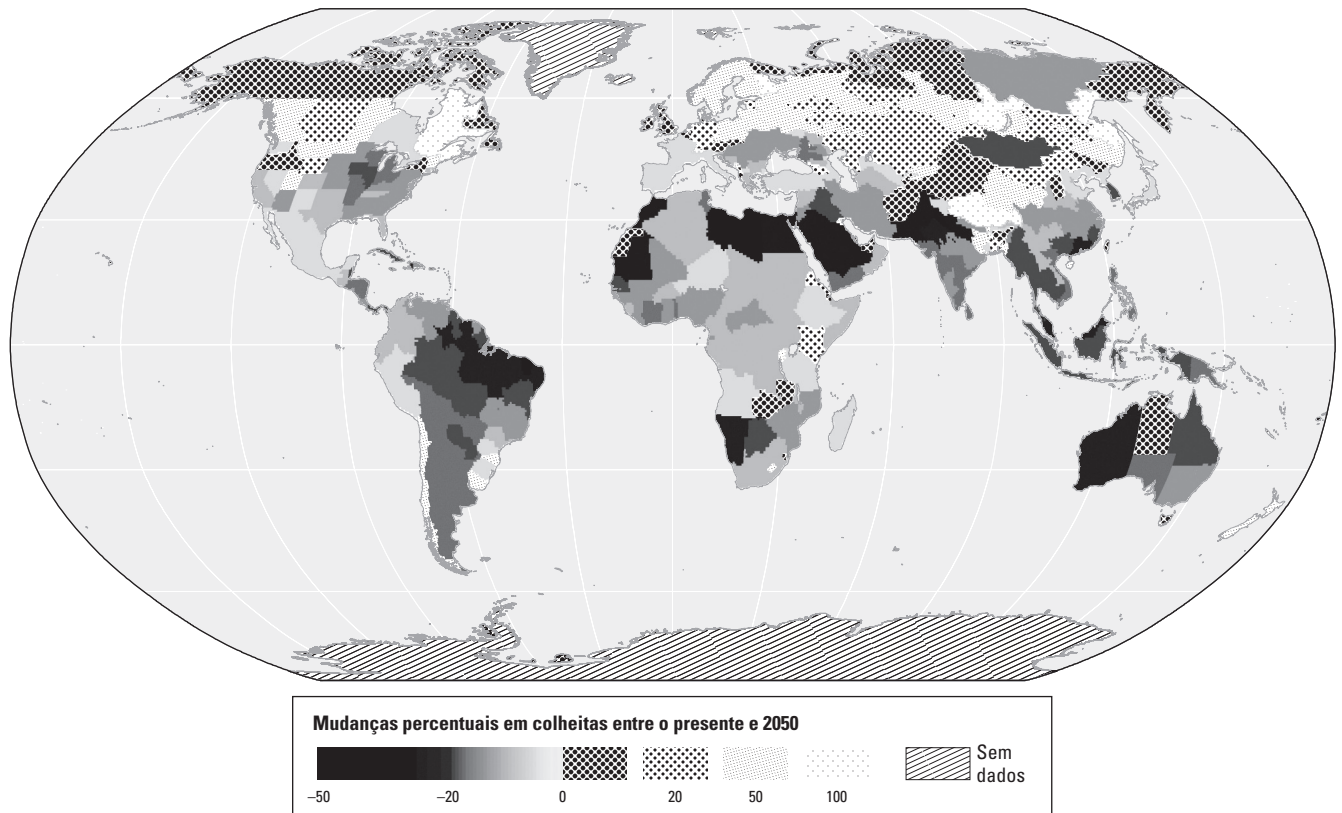 Mudanças percentuais em colheitas entre o presente e 2050
Sem
dados
–50 –20 0 20 50 100